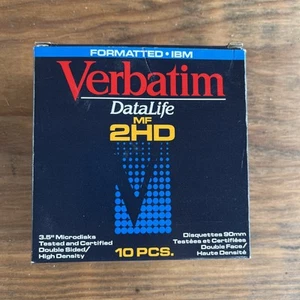 FORMATTED • IBM
Verbatim
DataLife
MF
2HD
3.5" Microdisks
Tested and Certified
Double Sided/
High Density
Disquettes 90mm
Testées et Certifiées
Double Face/
Haute Densité
10 PCS.